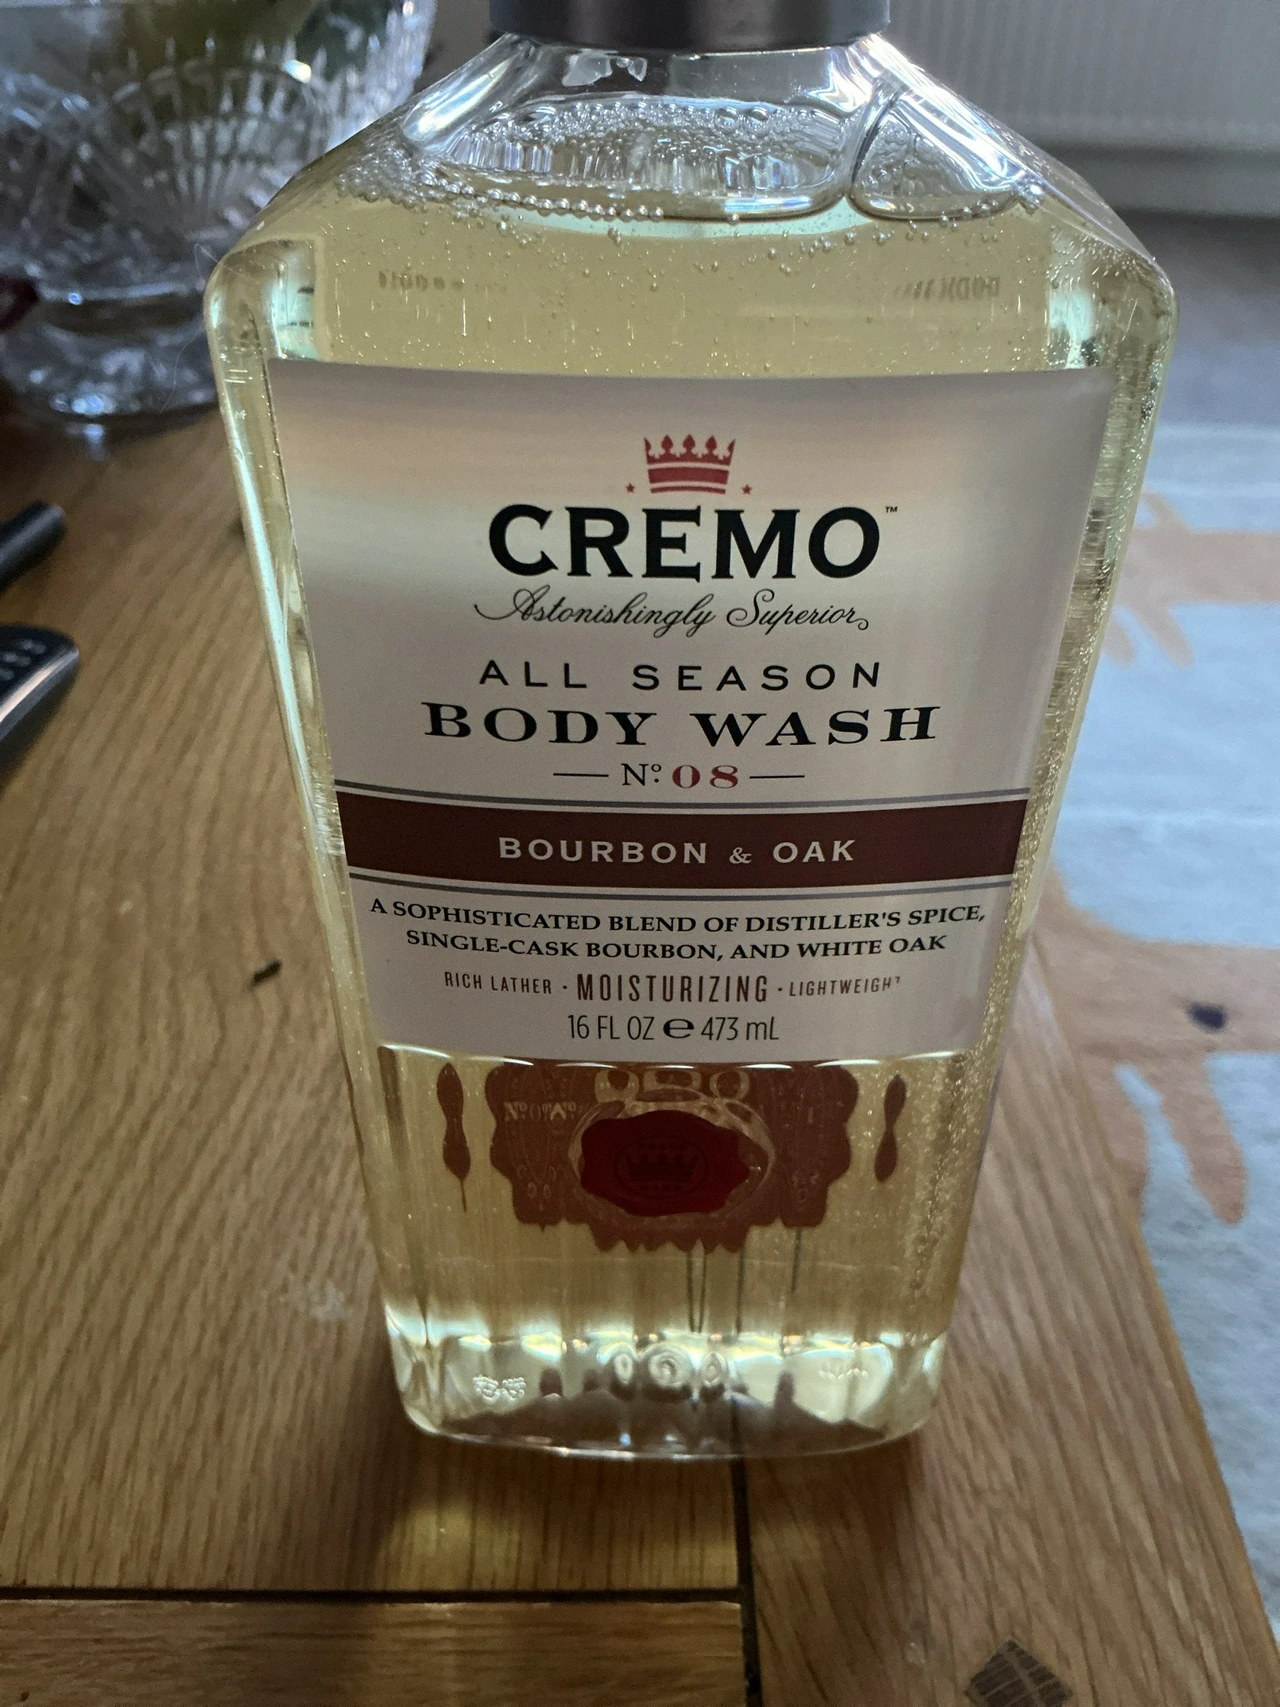 CREMO™
Astonishingly Superior
ALL SEASON
BODY WASH
Nº 08
BOURBON & OAK
A SOPHISTICATED BLEND OF DISTILLER'S SPICE,
SINGLE-CASK BOURBON, AND WHITE OAK
RICH LATHER · MOISTURIZING · LIGHTWEIGHT
16 FL OZ ℮ 473 mL